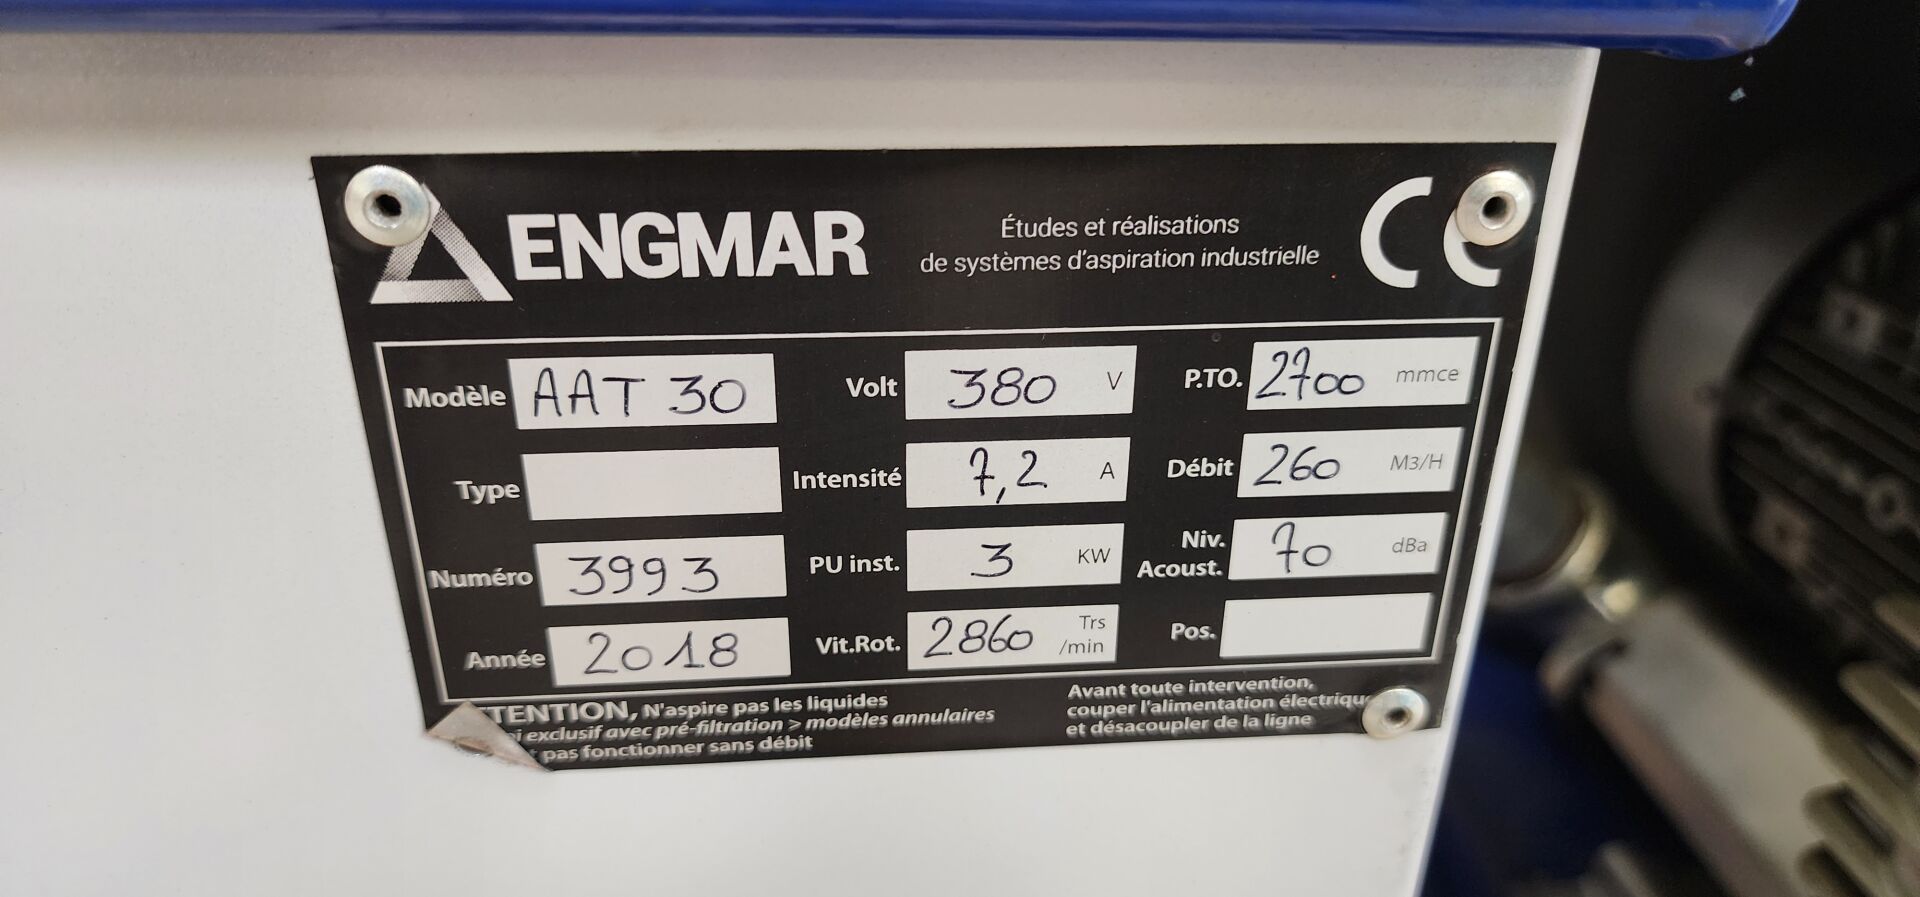 ENGMAR
Études et réalisations
de systèmes d'aspiration industrielle
CE
Modèle AAT 30
Volt 380 V
P.TO. 2700 mmce
Type
Intensité 7,2 A
Débit 260 M3/H
Numéro 3993
PU inst. 3 KW
Niv.
Acoust. 70 dBa
Année 2018
Vit.Rot. 2860 Trs
/min
Pos.
TENTION, N'aspire pas les liquides
i exclusif avec pré-filtration > modèles annulaires
pas fonctionner sans débit
Avant toute intervention,
couper l'alimentation électriqu
et désacoupler de la ligne